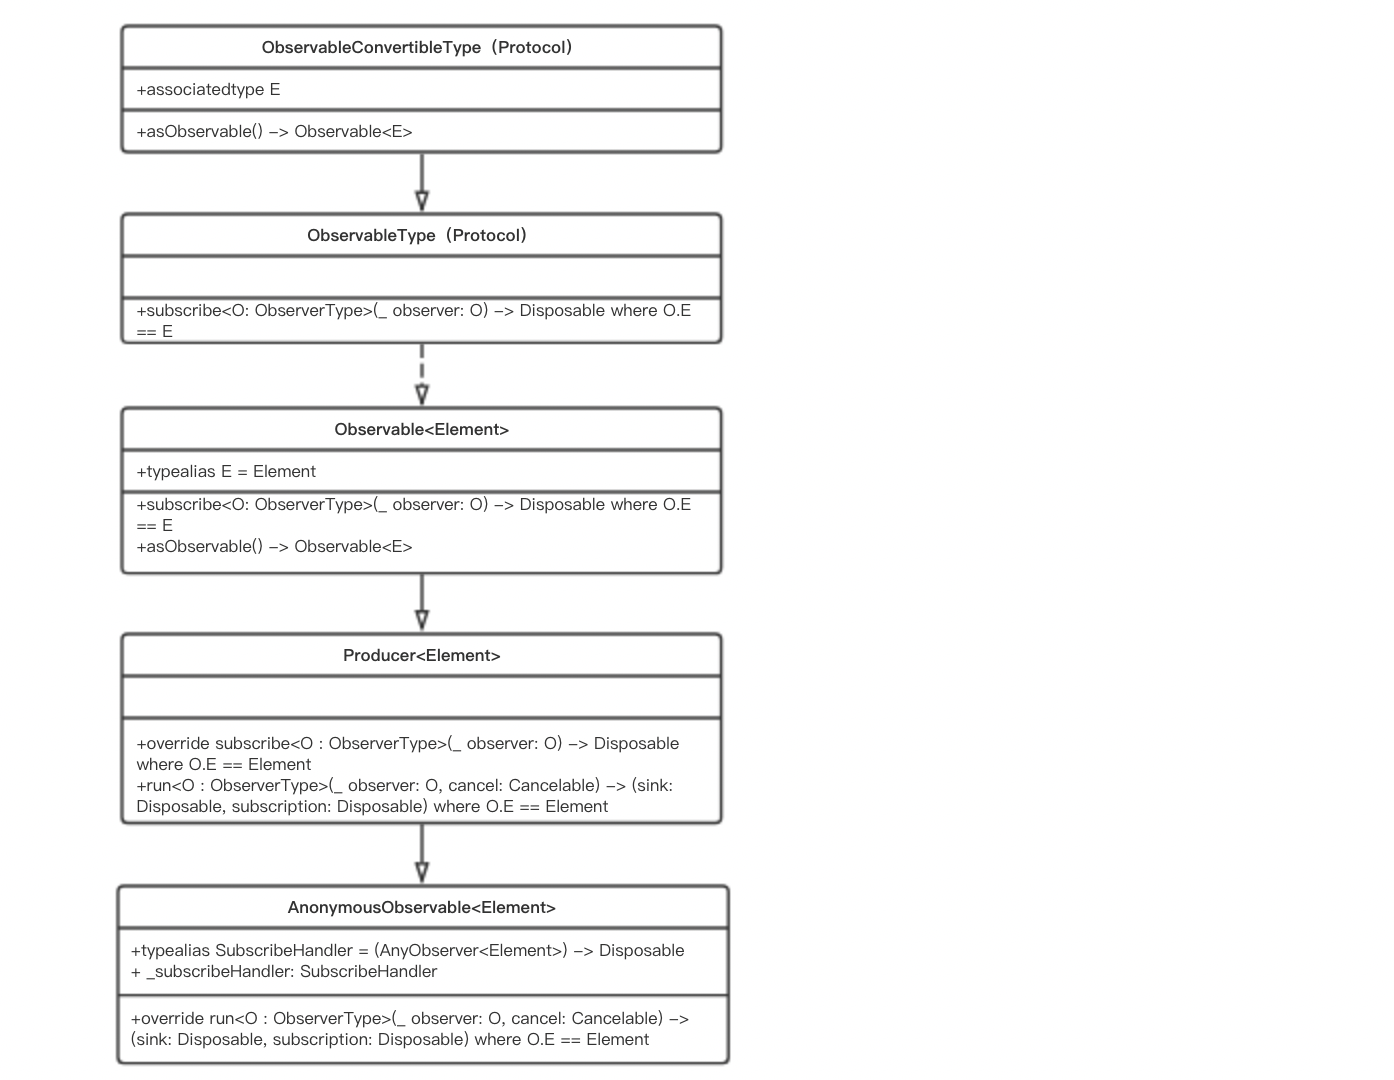 ObservableConvertibleType（Protocol）
+associatedtype E
+asObservable() -> Observable<E>
ObservableType（Protocol）
+subscribe<O: ObserverType>(_ observer: O) -> Disposable where O.E
== E
Observable<Element>
+typealias E = Element
+subscribe<O: ObserverType>(_ observer: O) -> Disposable where O.E
== E
+asObservable() -> Observable<E>
Producer<Element>
+override subscribe<O : ObserverType>(_ observer: O) -> Disposable
where O.E == Element
+run<O : ObserverType>(_ observer: O, cancel: Cancelable) -> (sink:
Disposable, subscription: Disposable) where O.E == Element
AnonymousObservable<Element>
+typealias SubscribeHandler = (AnyObserver<Element>) -> Disposable
+ _subscribeHandler: SubscribeHandler
+override run<O : ObserverType>(_ observer: O, cancel: Cancelable) ->
(sink: Disposable, subscription: Disposable) where O.E == Element